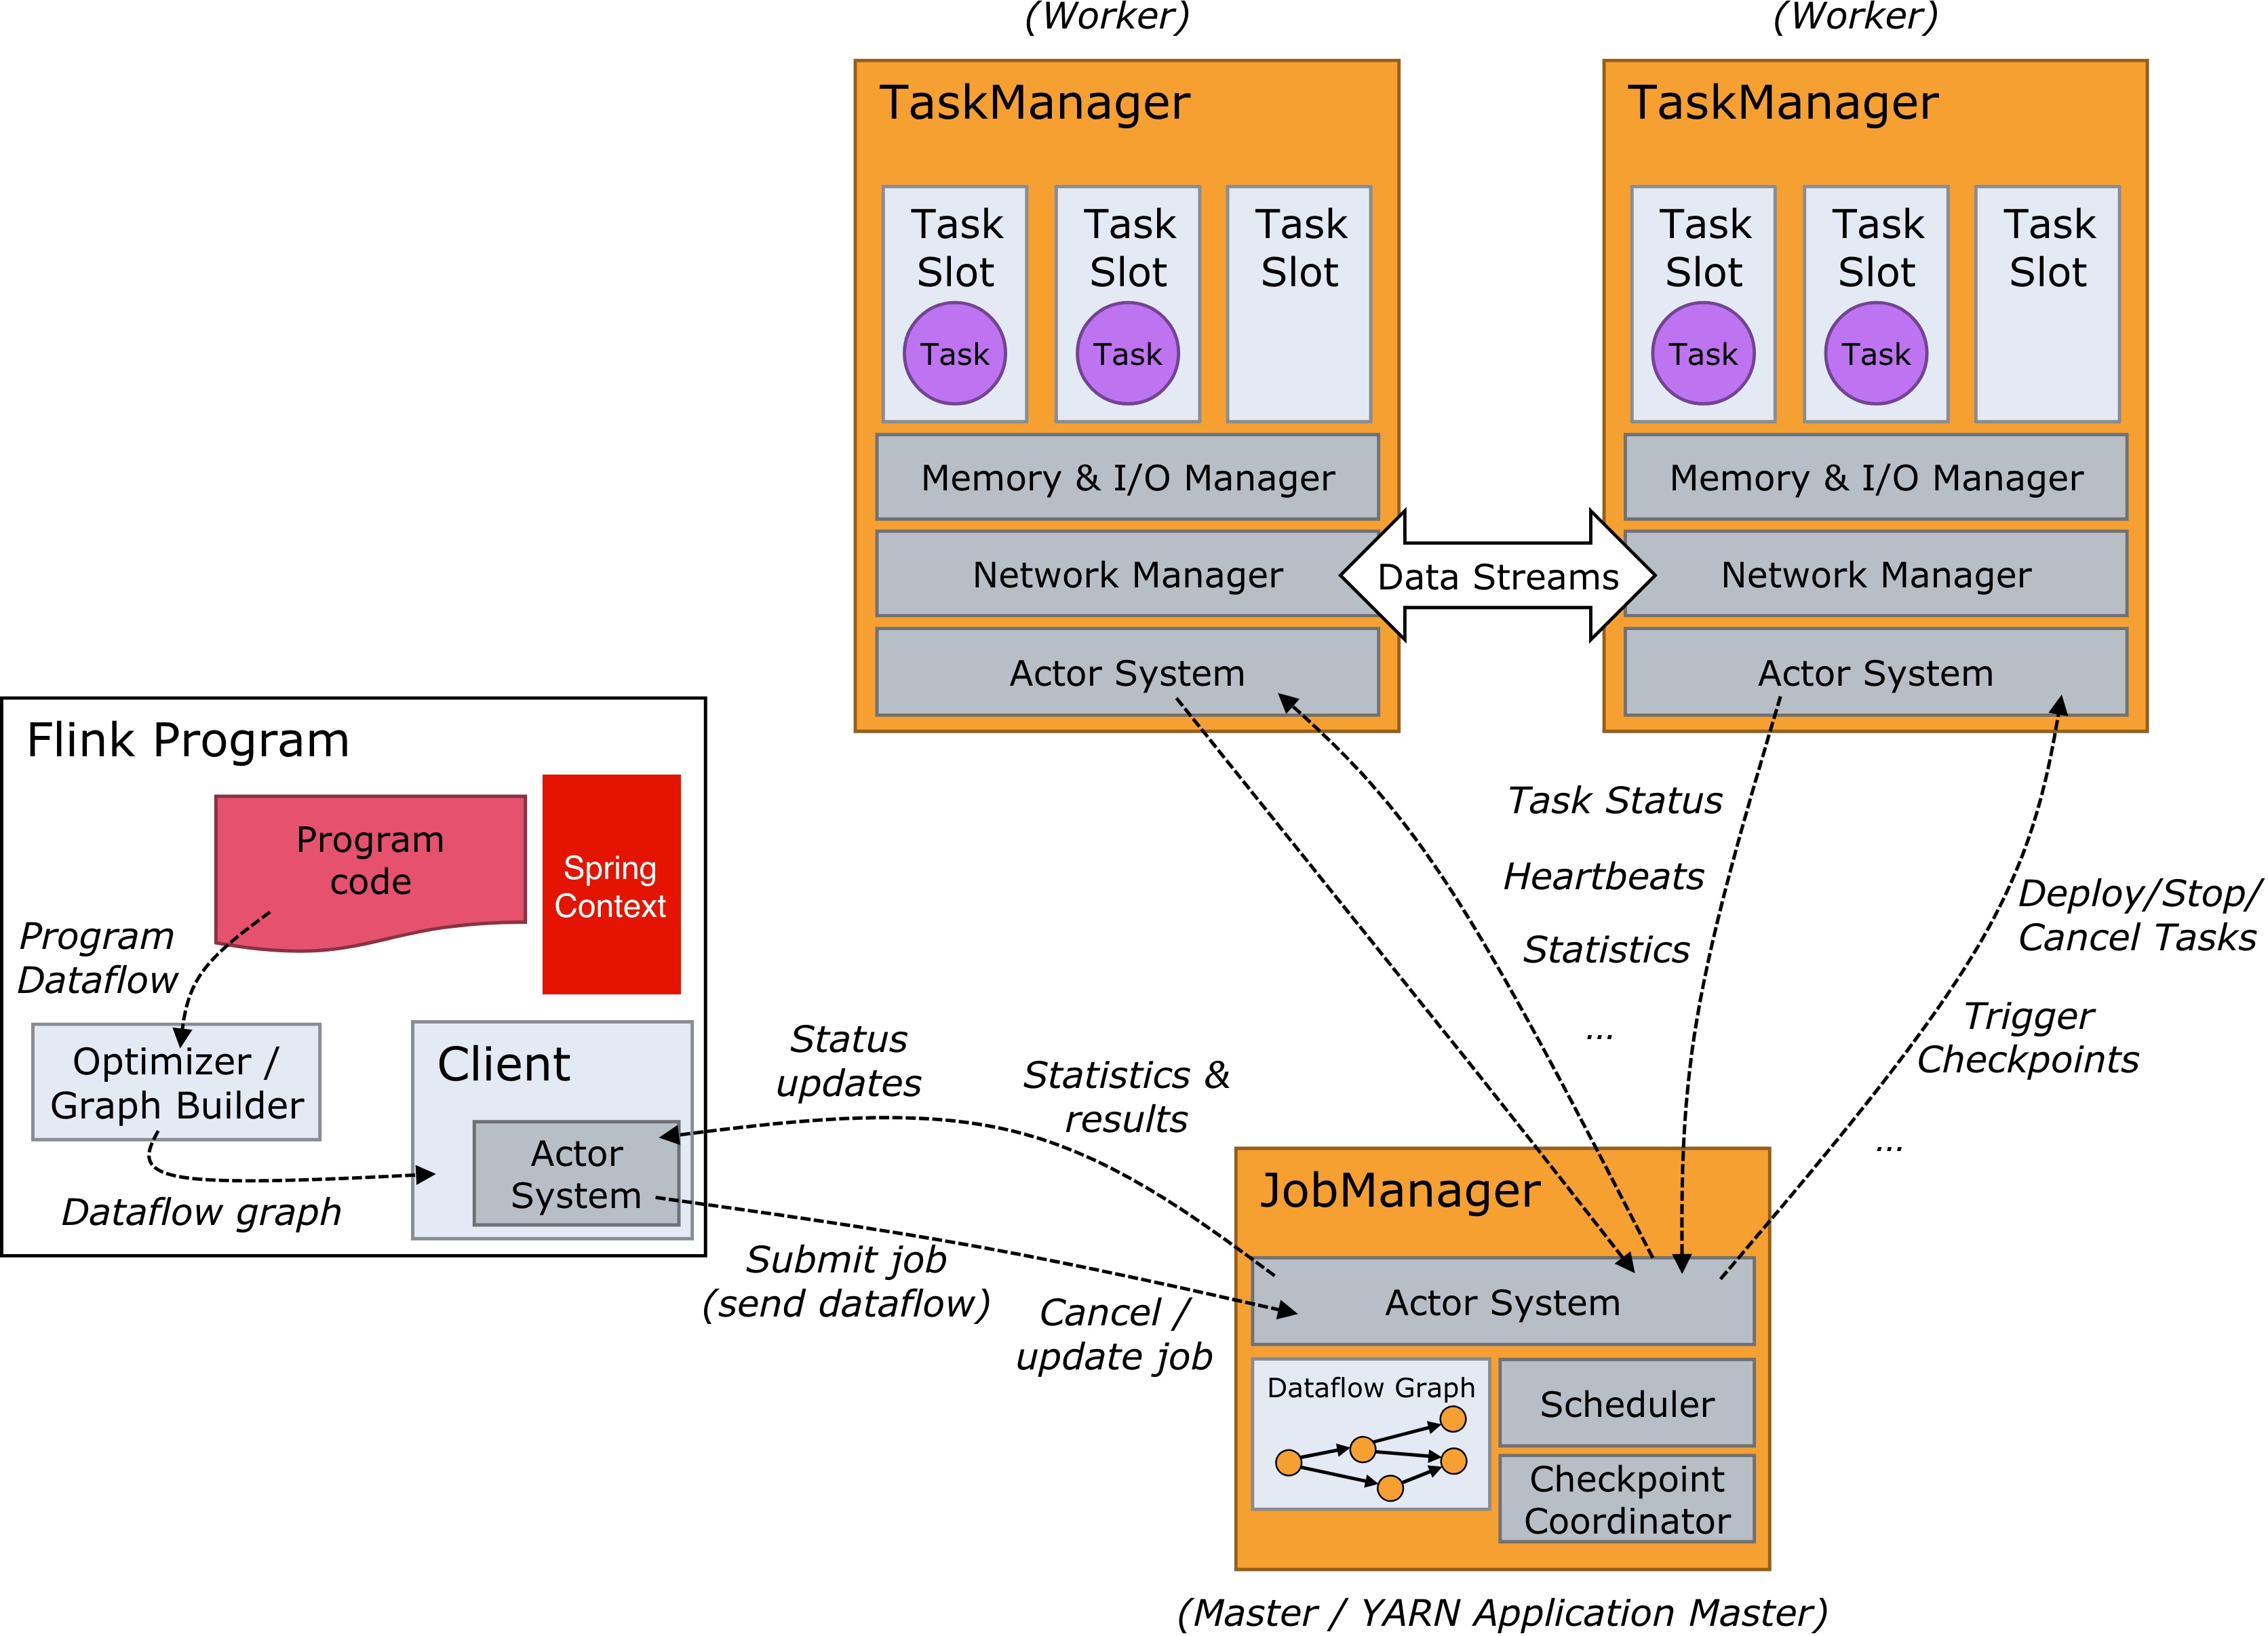 (Worker)
(Worker)
TaskManager
Task
Slot
Task
Task
Slot
Task
Task
Slot
Memory & I/O Manager
Network Manager
Actor System
Data Streams
TaskManager
Task
Slot
Task
Task
Slot
Task
Task
Slot
Memory & I/O Manager
Network Manager
Actor System
Flink Program
Program
code
Spring
Context
Program
Dataflow
Optimizer /
Graph Builder
Dataflow graph
Client
Actor
System
Status
updates
Statistics &
results
Submit job
(send dataflow)
Cancel /
update job
Task Status
Heartbeats
Statistics
...
Deploy/Stop/
Cancel Tasks
Trigger
Checkpoints
...
JobManager
Actor System
Dataflow Graph
Scheduler
Checkpoint
Coordinator
(Master / YARN Application Master)